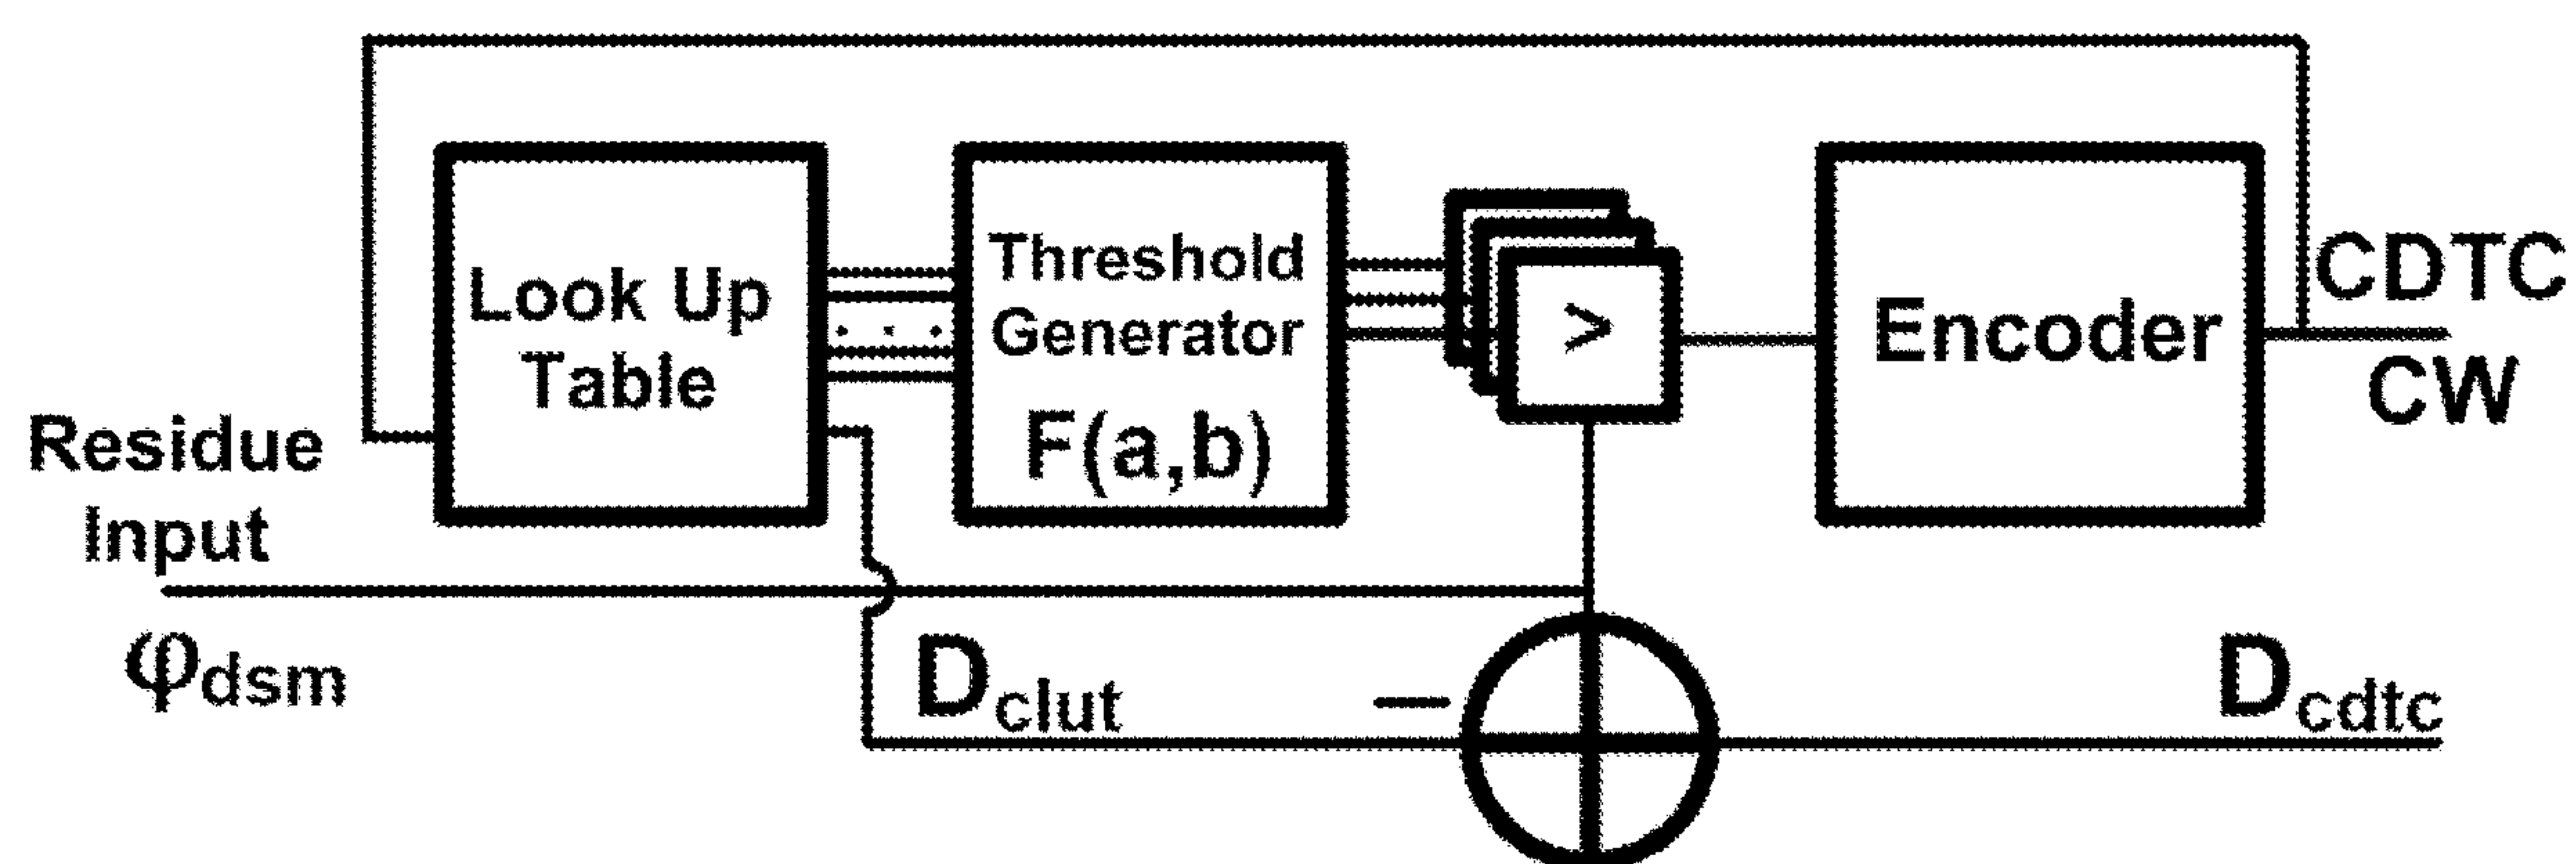 Look Up
Table
Threshold
Generator
F(a,b)
>
Encoder
CDTC
CW
Residue
Input
φdsm
Dclut
−
Dcdtc